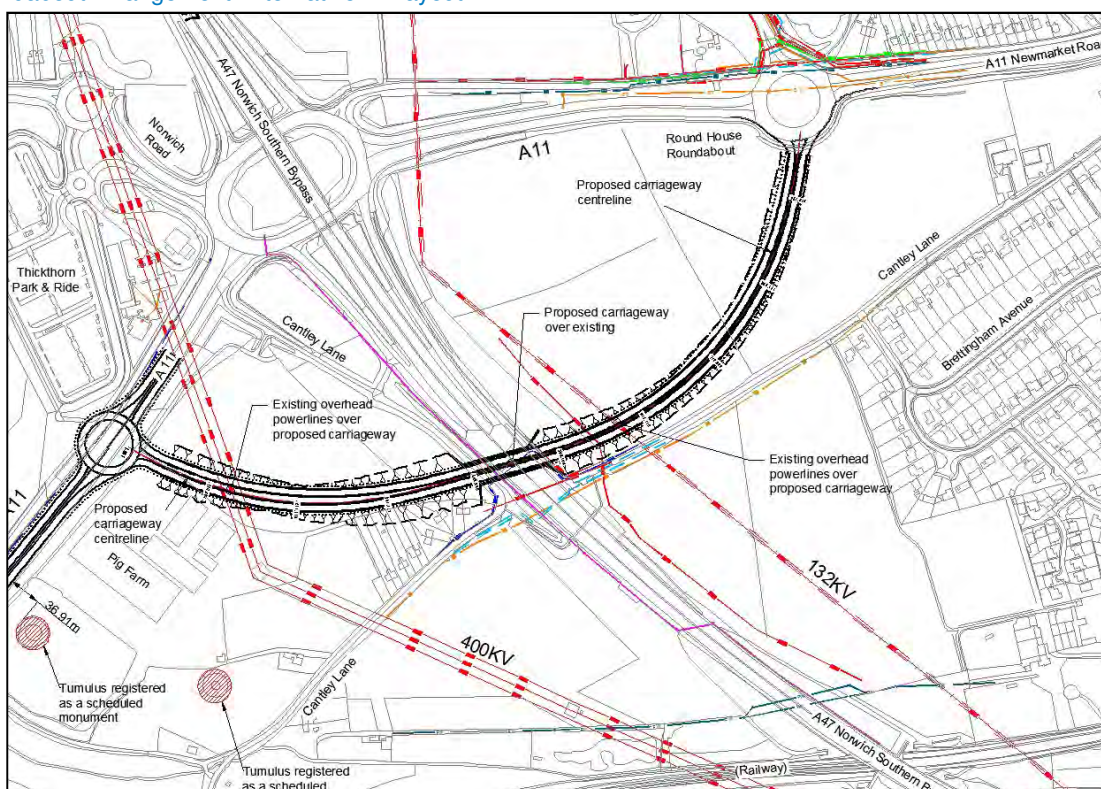 A47 Norwich Southern Bypass
A11 Newmarket Road
Norwich
Road
Round House
Roundabout
A11
Proposed carriageway
centreline
Cantley Lane
Thickthorn
Park & Ride
Brettingham Avenue
Cantley Lane
Proposed carriageway
over existing
A11
Existing overhead
powerlines over
proposed carriageway
Existing overhead
powerlines over
proposed carriageway
A11
Proposed
carriageway
centreline
Pig Farm
132KV
36.91m
400KV
Tumulus registered
as a scheduled
monument
Cantley Lane
A47 Norwich Southern
(Railway)
Tumulus registered
as a scheduled